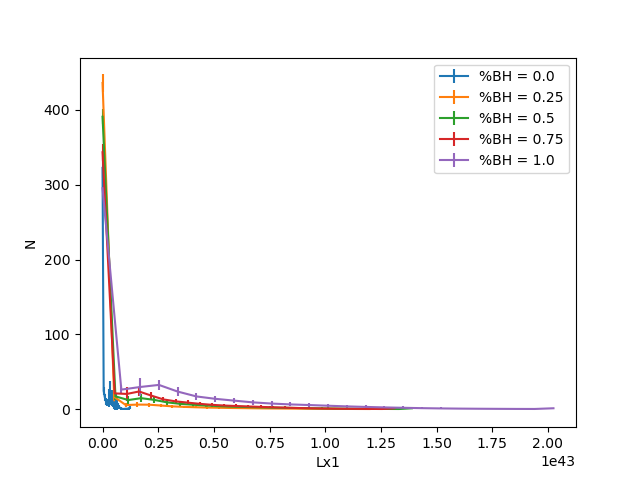 %BH = 0.0
%BH = 0.25
%BH = 0.5
%BH = 0.75
%BH = 1.0
400
300
200
100
0
N
0.00 0.25 0.50 0.75 1.00 1.25 1.50 1.75 2.00
1e43
Lx1